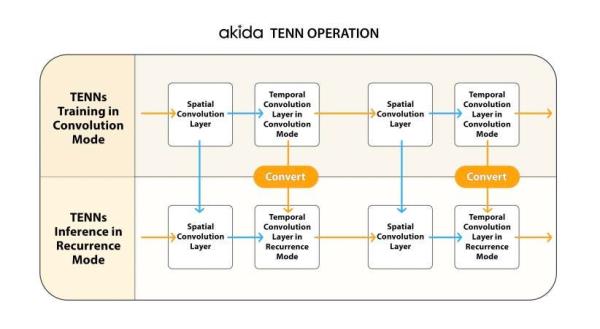 akida TENN OPERATION
TENNs
Training in
Convolution
Mode
Spatial
Convolution
Layer
Temporal
Convolution
Layer in
Convolution
Mode
Spatial
Convolution
Layer
Temporal
Convolution
Layer in
Convolution
Mode
Convert
Convert
TENNs
Inference in
Recurrence
Mode
Spatial
Convolution
Layer
Temporal
Convolution
Layer in
Recurrence
Mode
Spatial
Convolution
Layer
Temporal
Convolution
Layer in
Recurrence
Mode